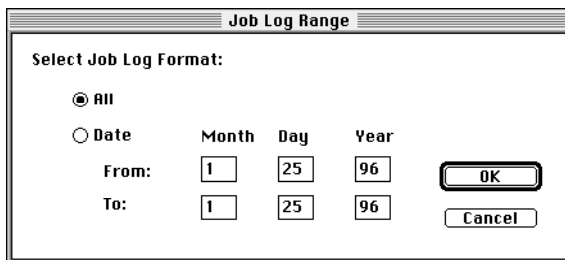 Job Log Range
Select Job Log Format:
All
Date Month Day Year
From: 1 25 96
To: 1 25 96
OK
Cancel